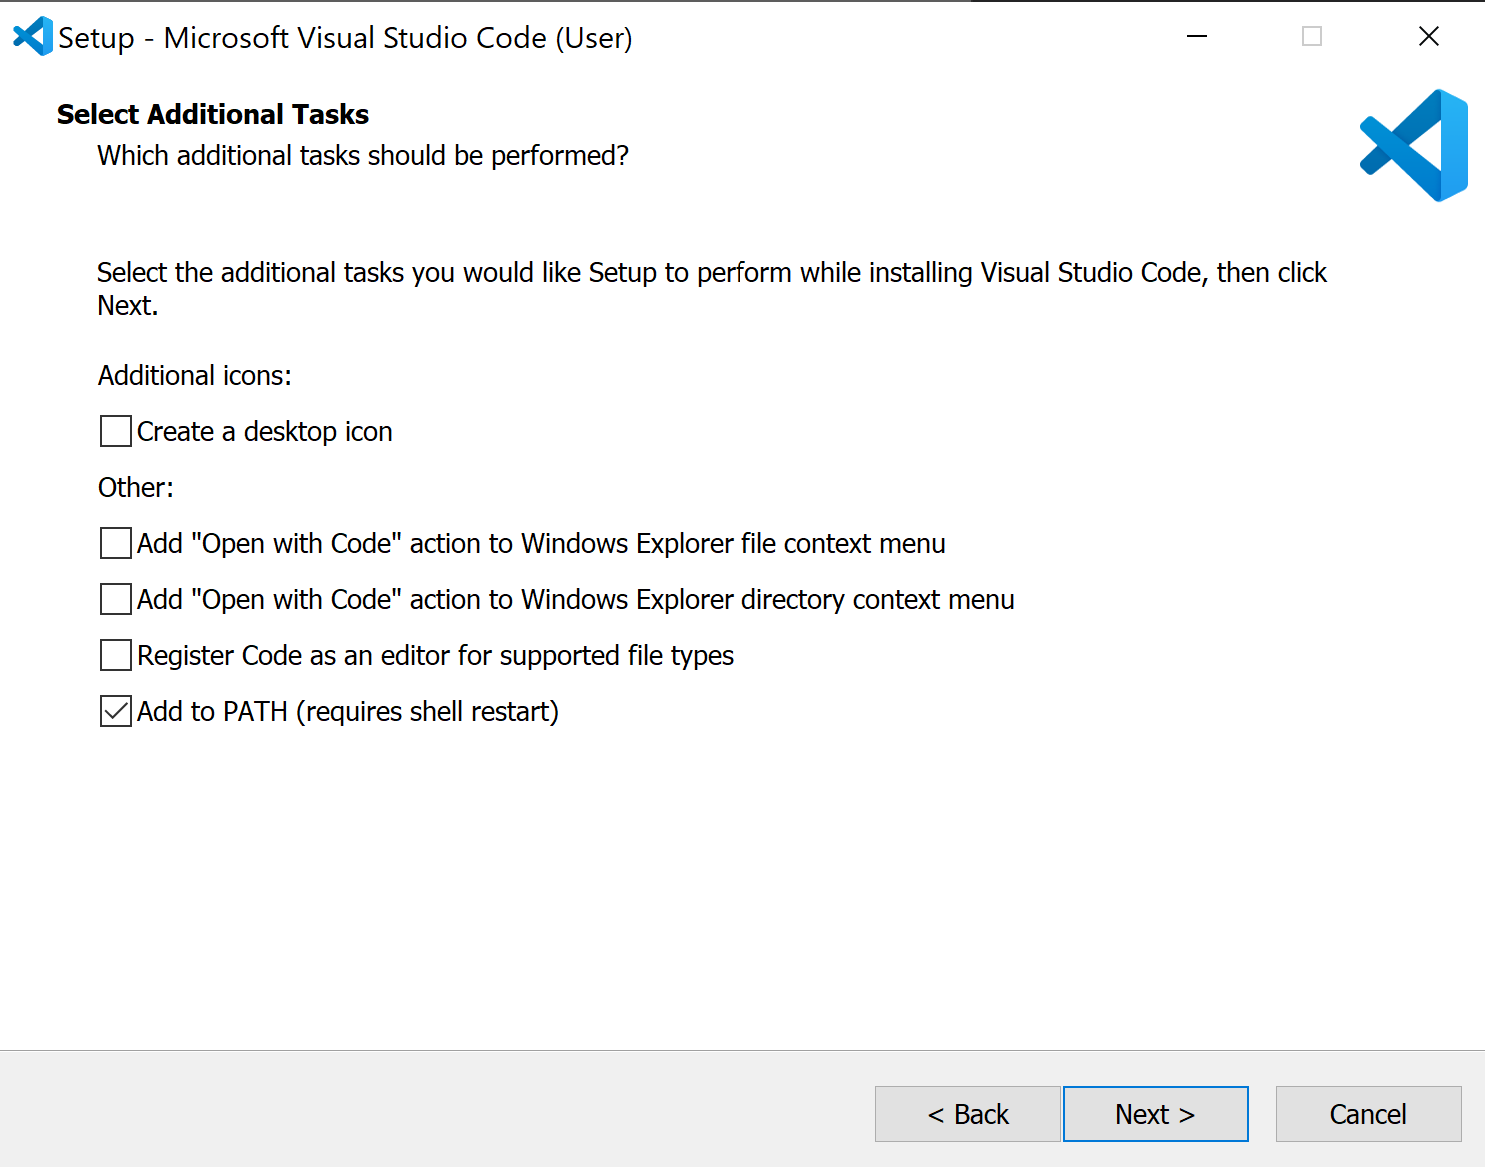 Setup - Microsoft Visual Studio Code (User)
Select Additional Tasks
Which additional tasks should be performed?
Select the additional tasks you would like Setup to perform while installing Visual Studio Code, then click
Next.
Additional icons:
Create a desktop icon
Other:
Add "Open with Code" action to Windows Explorer file context menu
Add "Open with Code" action to Windows Explorer directory context menu
Register Code as an editor for supported file types
Add to PATH (requires shell restart)
< Back
Next >
Cancel